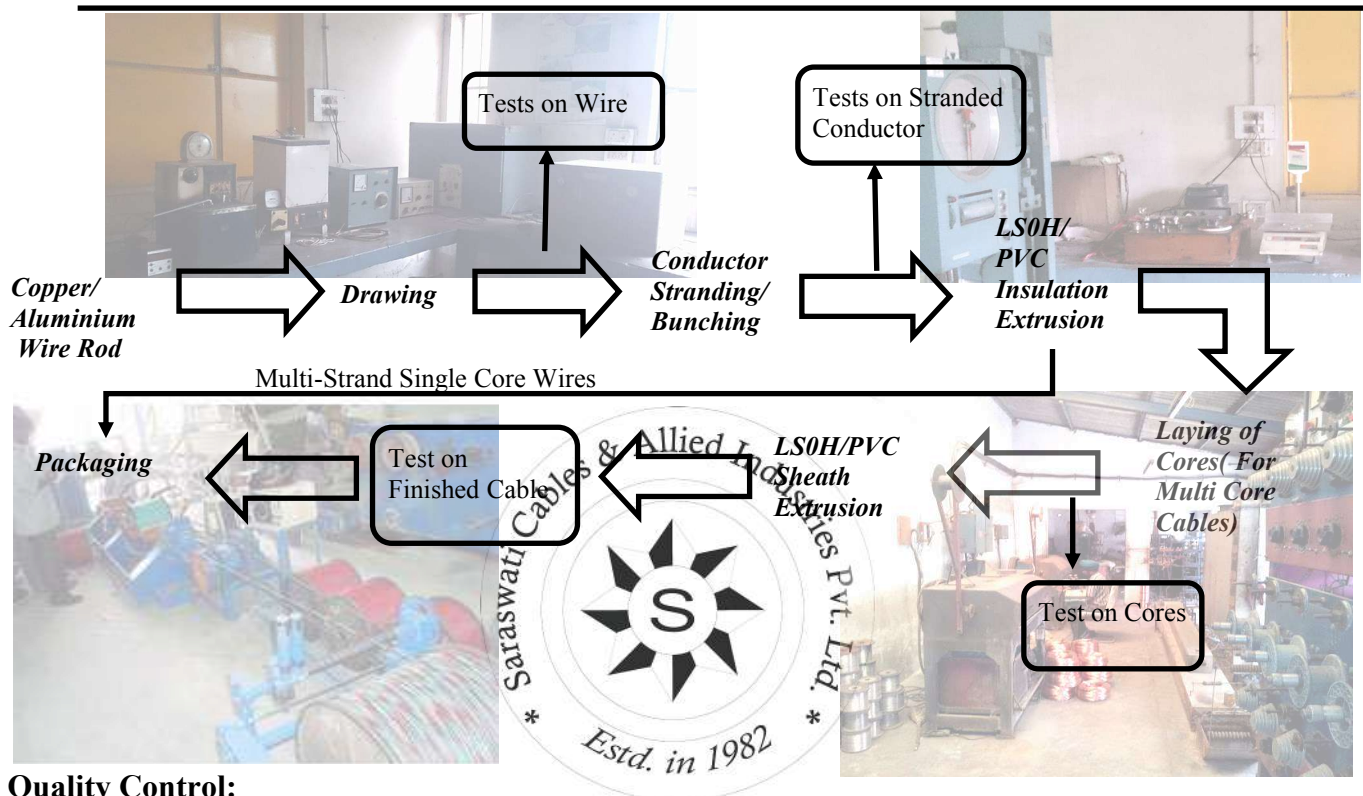 Tests on Wire
Tests on Stranded
Conductor
Copper/
Aluminium
Wire Rod
Drawing
Conductor
Stranding/
Bunching
LS0H/
PVC
Insulation
Extrusion
Multi-Strand Single Core Wires
Packaging
Test on
Finished Cable
LS0H/PVC
Sheath
Extrusion
Laying of
Cores( For
Multi Core
Cables)
Test on Cores
Saraswati Cables & Allied Industries Pvt. Ltd.
S
* Estd. in 1982 *
Quality Control: